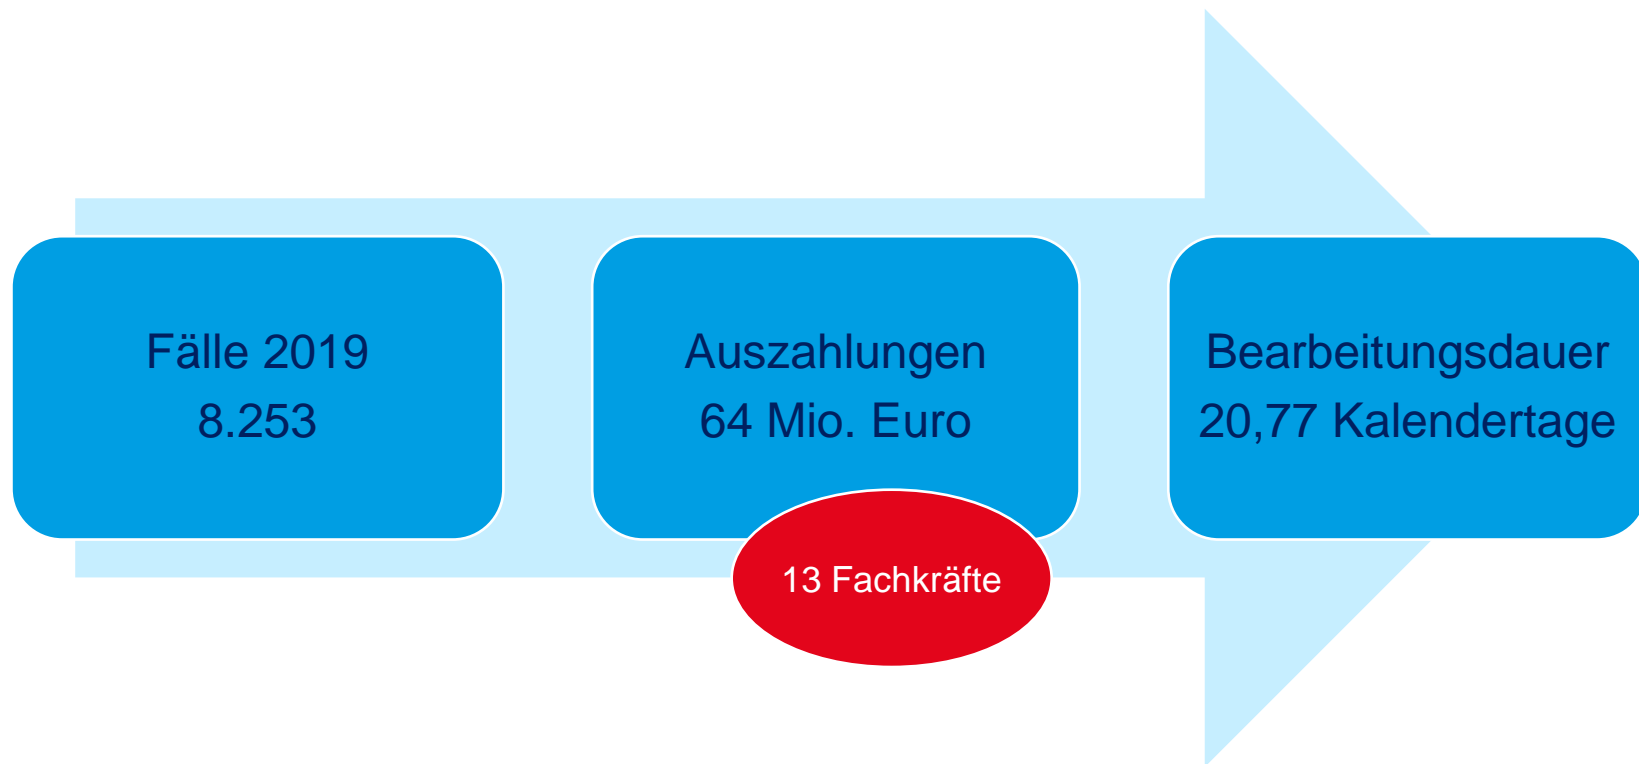 Fälle 2019
8.253
Auszahlungen
64 Mio. Euro
13 Fachkräfte
Bearbeitungsdauer
20,77 Kalendertage